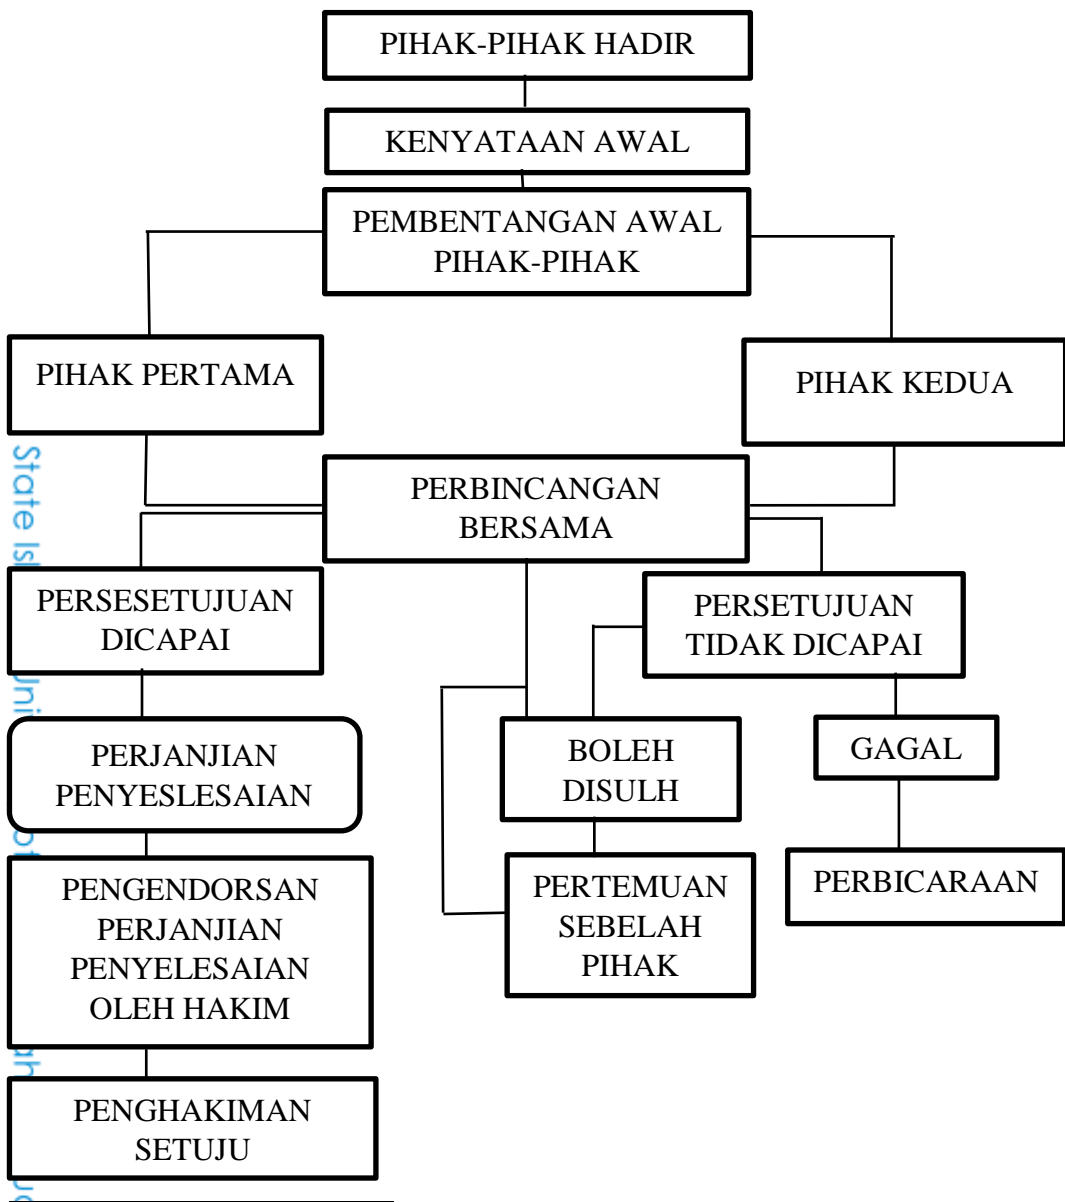 PIHAK-PIHAK HADIR
KENYATAAN AWAL
PEMBENTANGAN AWAL
PIHAK-PIHAK
PIHAK PERTAMA
PIHAK KEDUA
PERBINCANGAN
BERSAMA
PERSESETUJUAN
DICAPAI
PERSETUJUAN
TIDAK DICAPAI
PERJANJIAN
PENYESLESAIAN
BOLEH
DISULH
GAGAL
PENGENDORSAN
PERJANJIAN
PENYELESAIAN
OLEH HAKIM
PERTEMUAN
SEBELAH
PIHAK
PERBICARAAN
PENGHAKIMAN
SETUJU
State